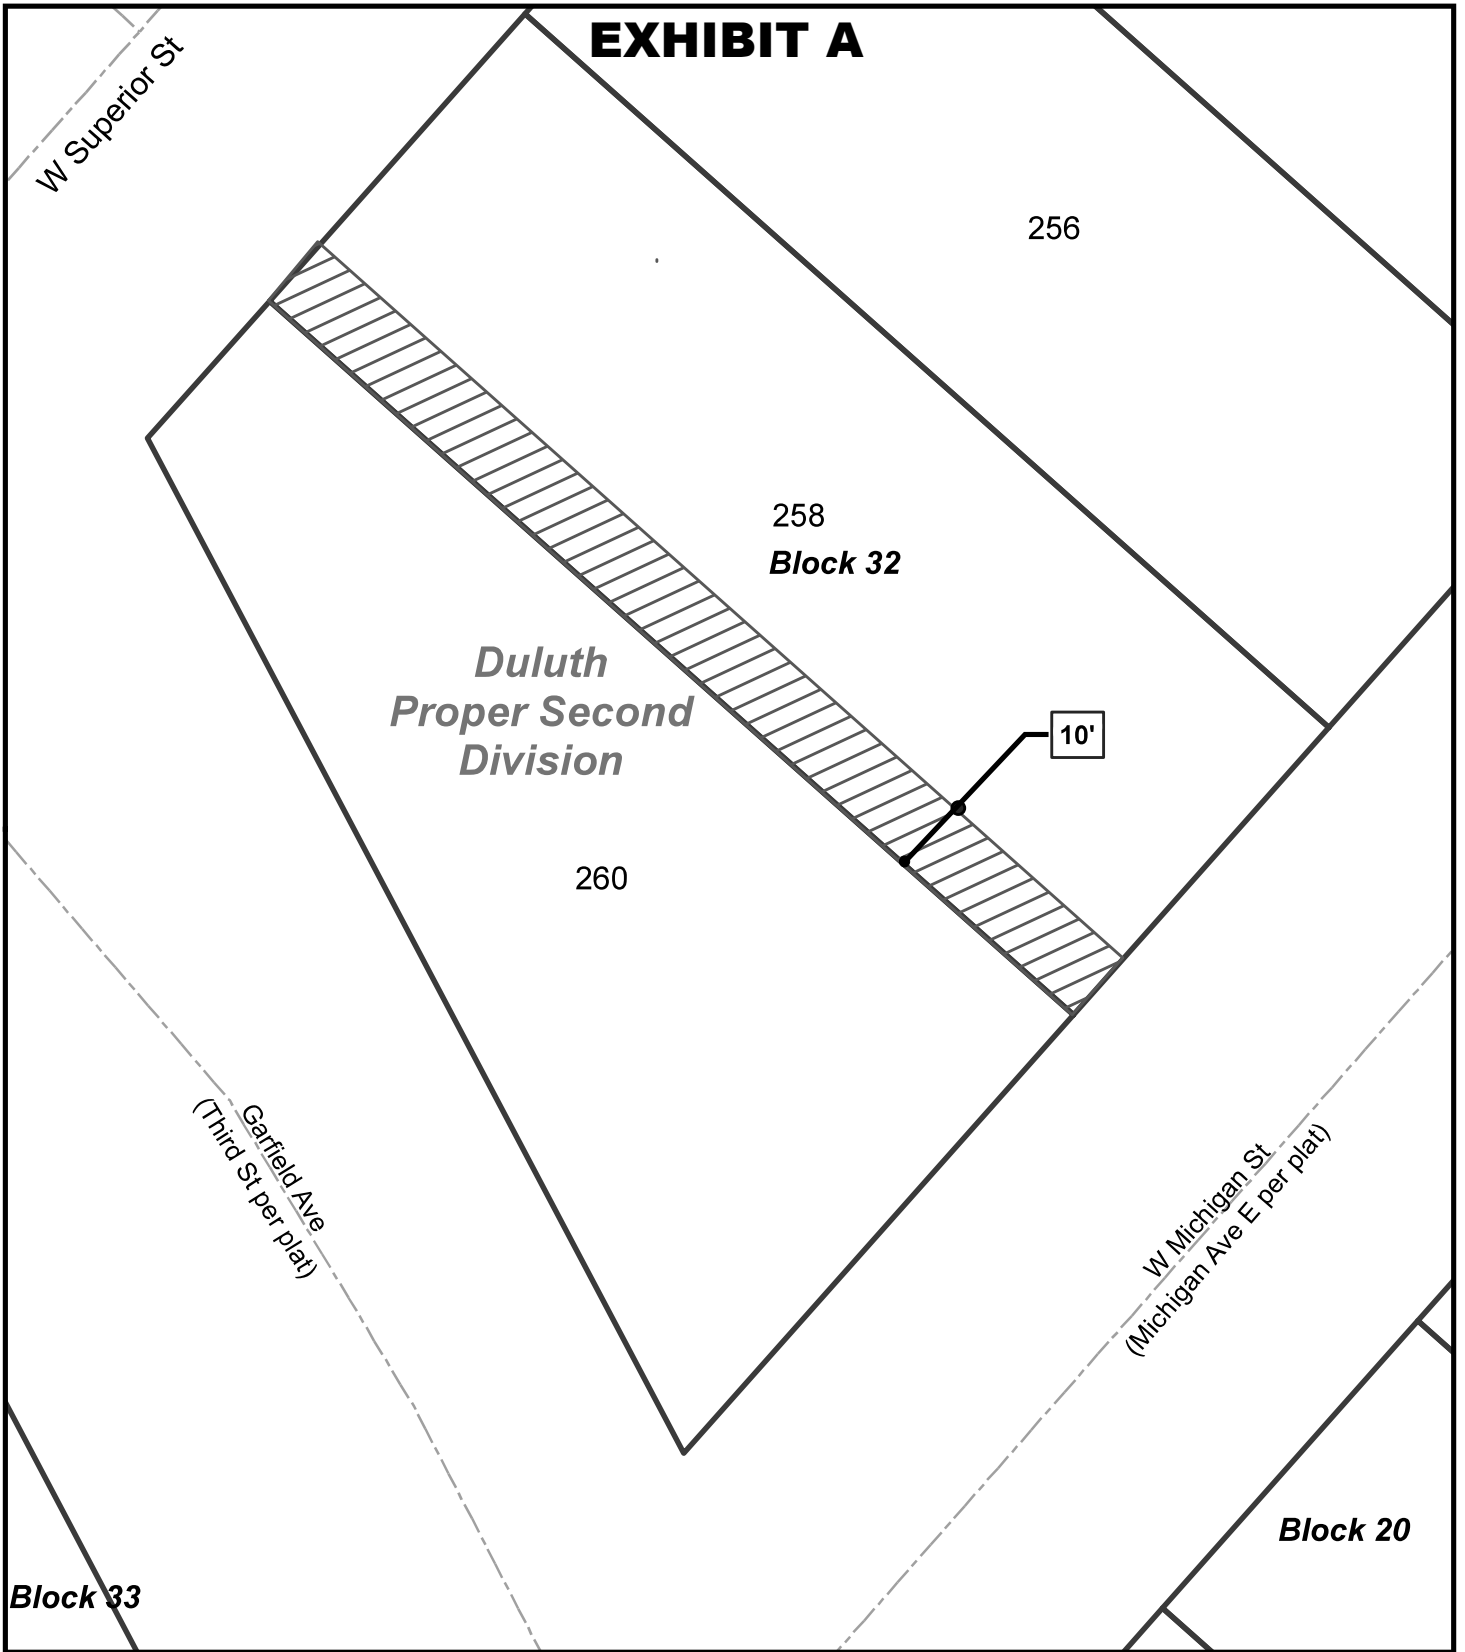 EXHIBIT A
W Superior St
256
258
Block 32
Duluth
Proper Second
Division
10'
260
Garfield Ave
(Third St per plat)
W Michigan St
(Michigan Ave E per plat)
Block 20
Block 33